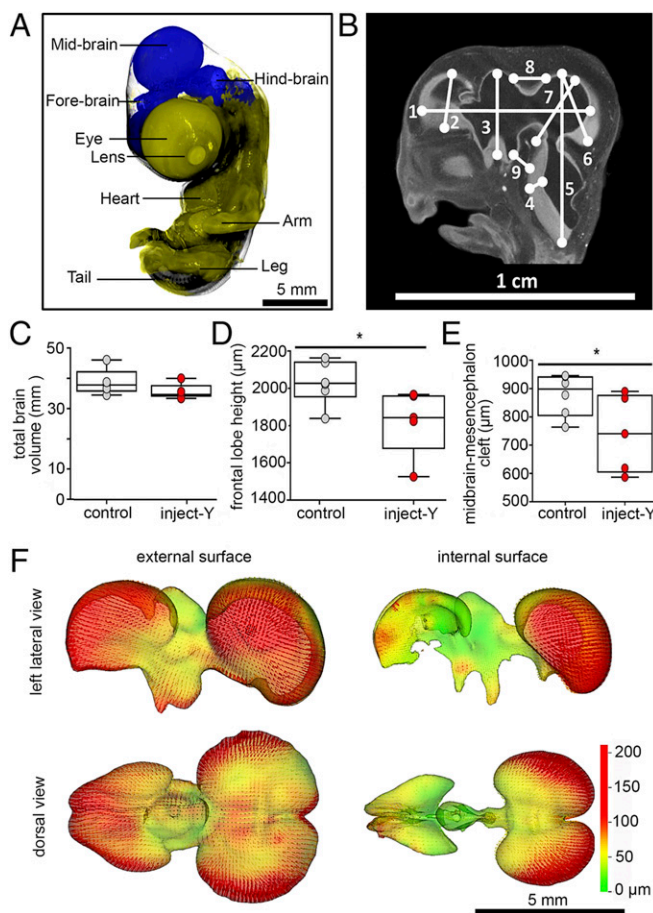 A
Mid-brain
Hind-brain
Fore-brain
Eye
Lens
Heart
Arm
Tail
Leg
5 mm
B
8
7
1
2
3
6
9
4
5
1 cm
C
total brain
volume (mm )
50
40
30
20
10
0
control
inject-Y
D
*
frontal lobe height (µm)
2200
2000
1800
1600
1400
control
inject-Y
E
*
midbrain-mesencephalon
cleft (µm)
1000
900
800
700
600
500
control
inject-Y
F
external surface
internal surface
left lateral view
dorsal view
200
150
100
50
0 µm
5 mm